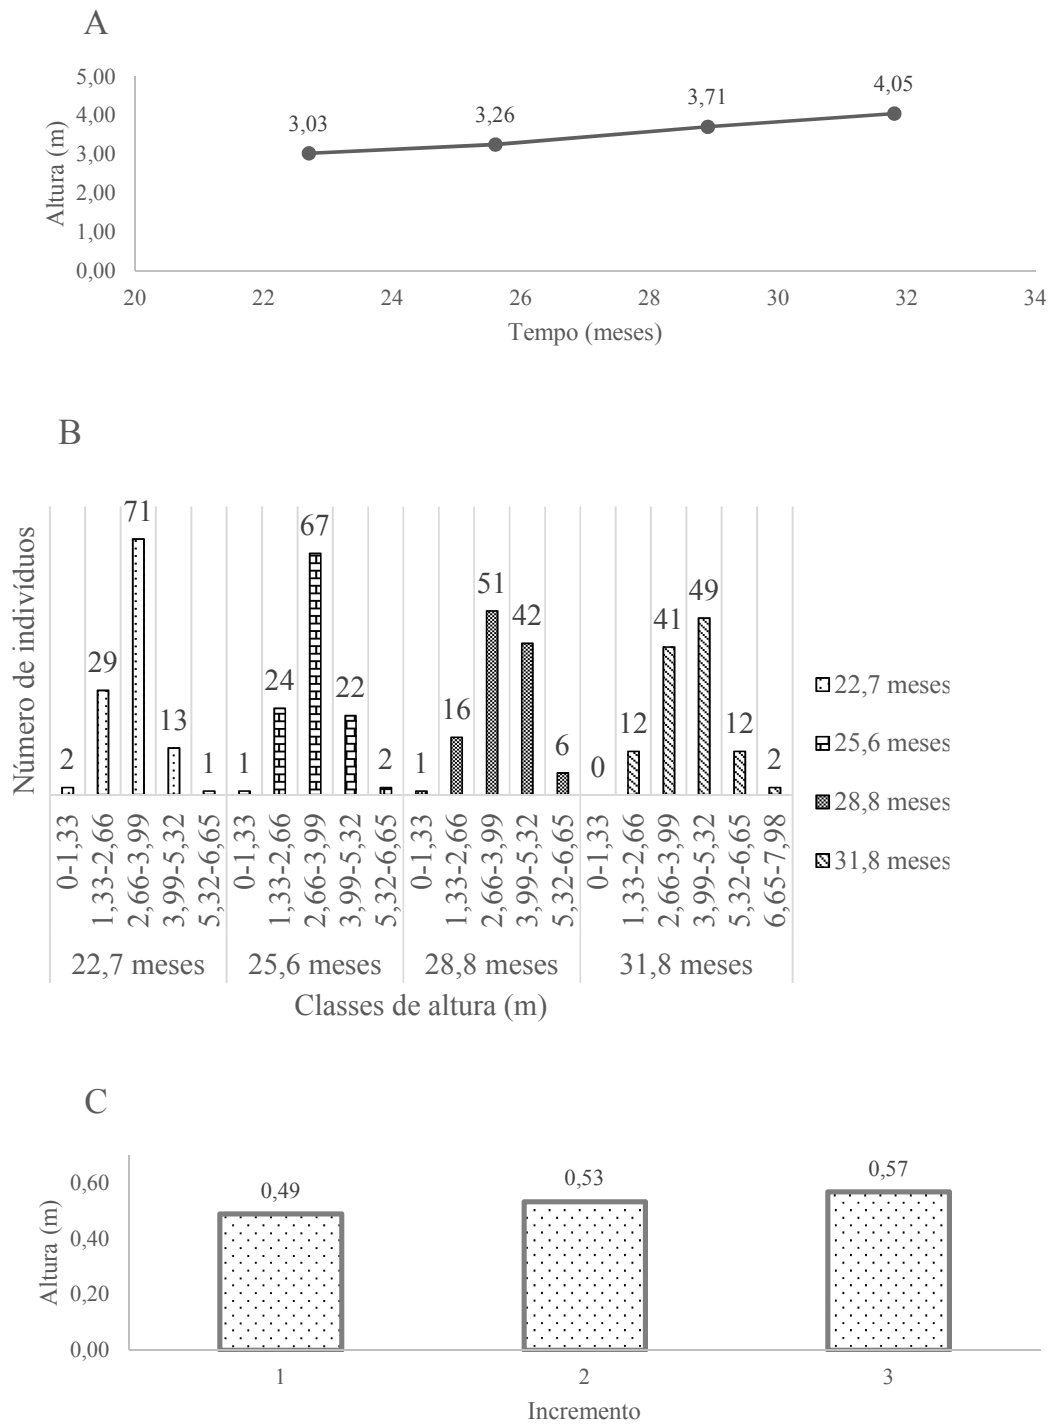 A
5,00
4,00
3,00
2,00
1,00
0,00
Altura (m)
3,03
3,26
3,71
4,05
20 22 24 26 28 30 32 34
Tempo (meses)
B
Número de indivíduos
2 29 71 13 1 1 24 67 22 2 1 16 51 42 6 0 12 41 49 12 2
0-1,33
1,33-2,66
2,66-3,99
3,99-5,32
5,32-6,65
0-1,33
1,33-2,66
2,66-3,99
3,99-5,32
5,32-6,65
0-1,33
1,33-2,66
2,66-3,99
3,99-5,32
5,32-6,65
0-1,33
1,33-2,66
2,66-3,99
3,99-5,32
5,32-6,65
6,65-7,98
22,7 meses 25,6 meses 28,8 meses 31,8 meses
Classes de altura (m)
22,7 meses
25,6 meses
28,8 meses
31,8 meses
C
0,60
0,40
0,20
0,00
Altura (m)
0,49
0,53
0,57
1 2 3
Incremento